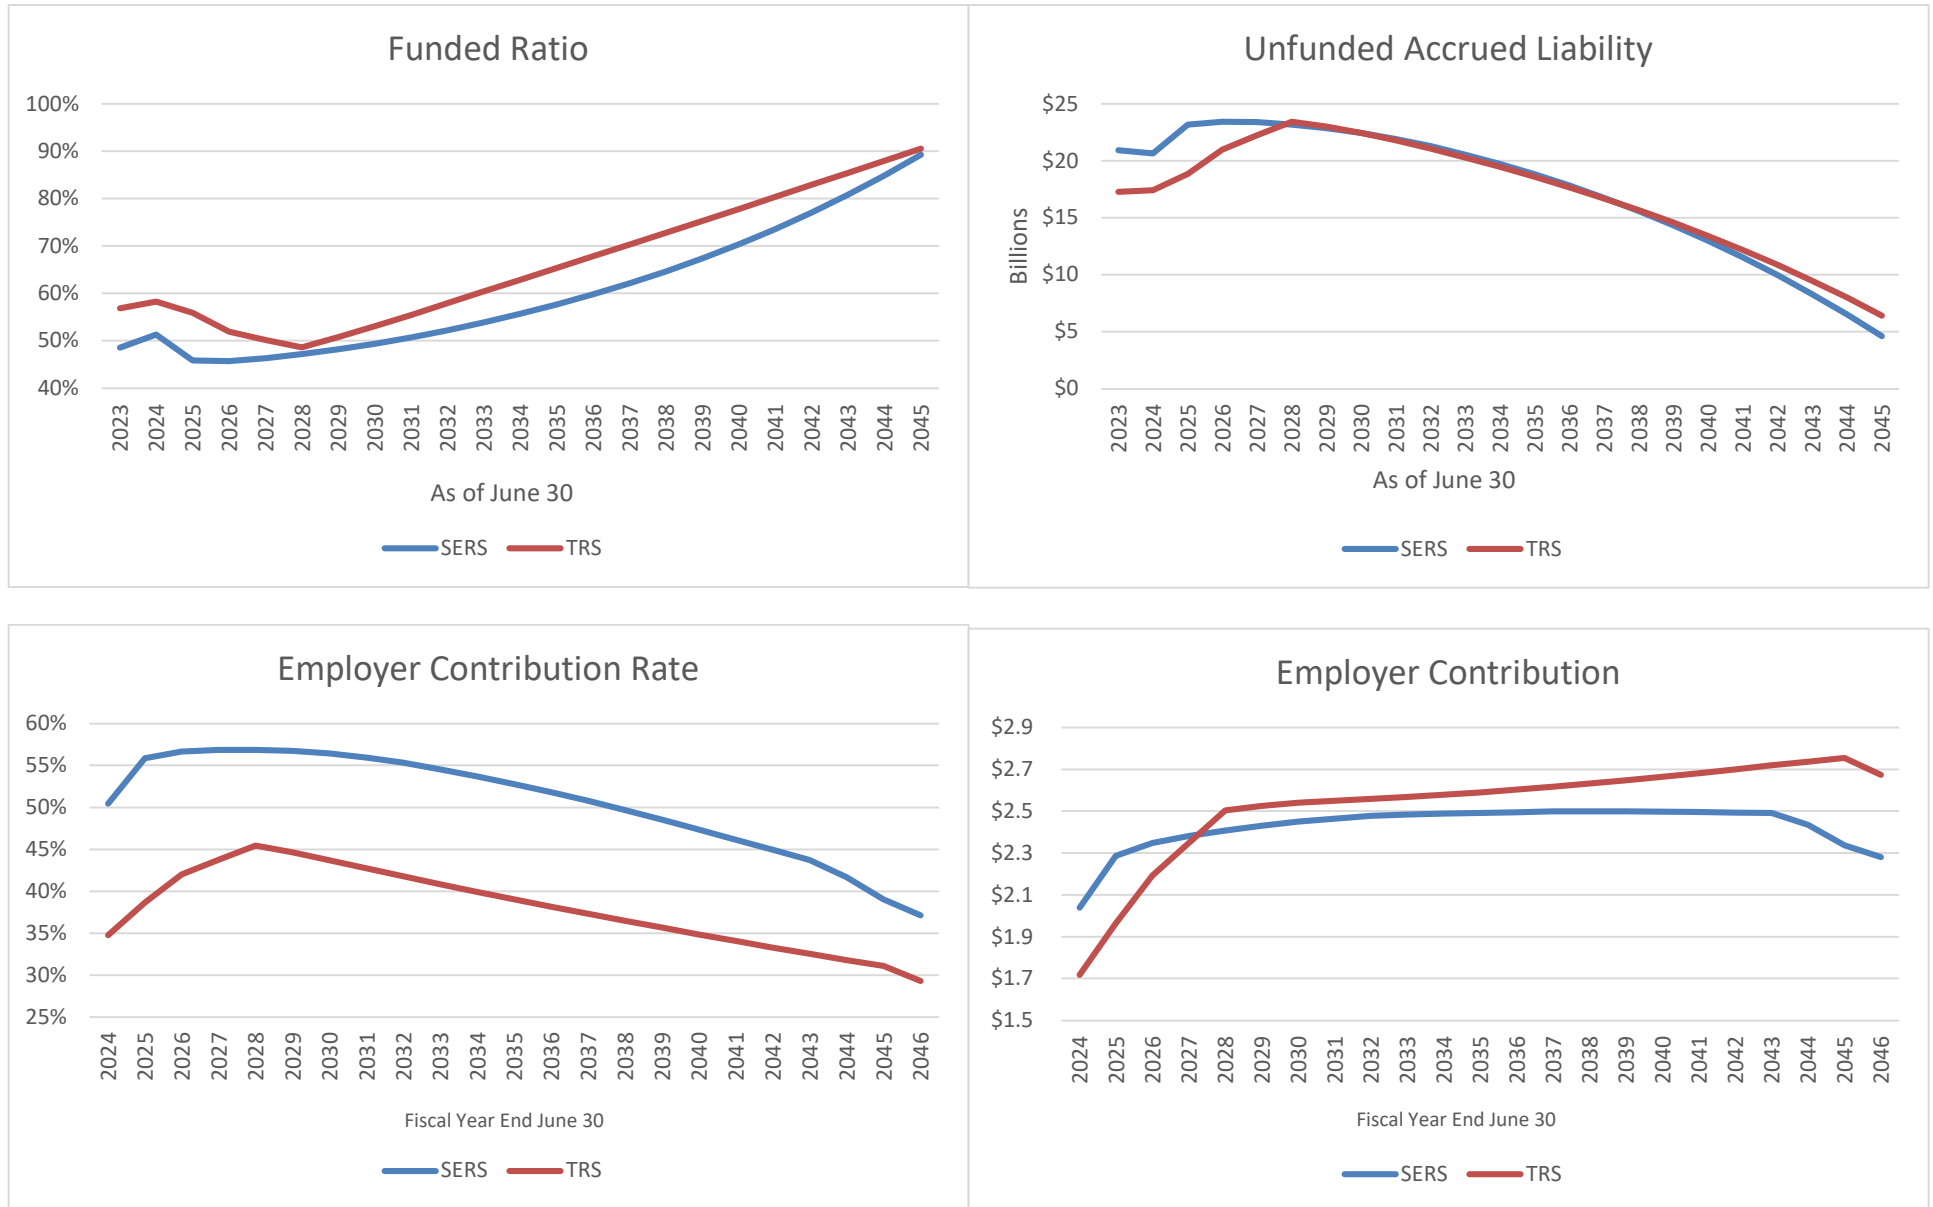 Funded Ratio
100%
90%
80%
70%
60%
50%
40%
2023 2024 2025 2026 2027 2028 2029 2030 2031 2032 2033 2034 2035 2036 2037 2038 2039 2040 2041 2042 2043 2044 2045
As of June 30
SERS TRS
Unfunded Accrued Liability
Billions
$25
$20
$15
$10
$5
$0
2023 2024 2025 2026 2027 2028 2029 2030 2031 2032 2033 2034 2035 2036 2037 2038 2039 2040 2041 2042 2043 2044 2045
As of June 30
SERS TRS
Employer Contribution Rate
60%
55%
50%
45%
40%
35%
30%
25%
2024 2025 2026 2027 2028 2029 2030 2031 2032 2033 2034 2035 2036 2037 2038 2039 2040 2041 2042 2043 2044 2045 2046
Fiscal Year End June 30
SERS TRS
Employer Contribution
$2.9
$2.7
$2.5
$2.3
$2.1
$1.9
$1.7
$1.5
2024 2025 2026 2027 2028 2029 2030 2031 2032 2033 2034 2035 2036 2037 2038 2039 2040 2041 2042 2043 2044 2045 2046
Fiscal Year End June 30
SERS TRS